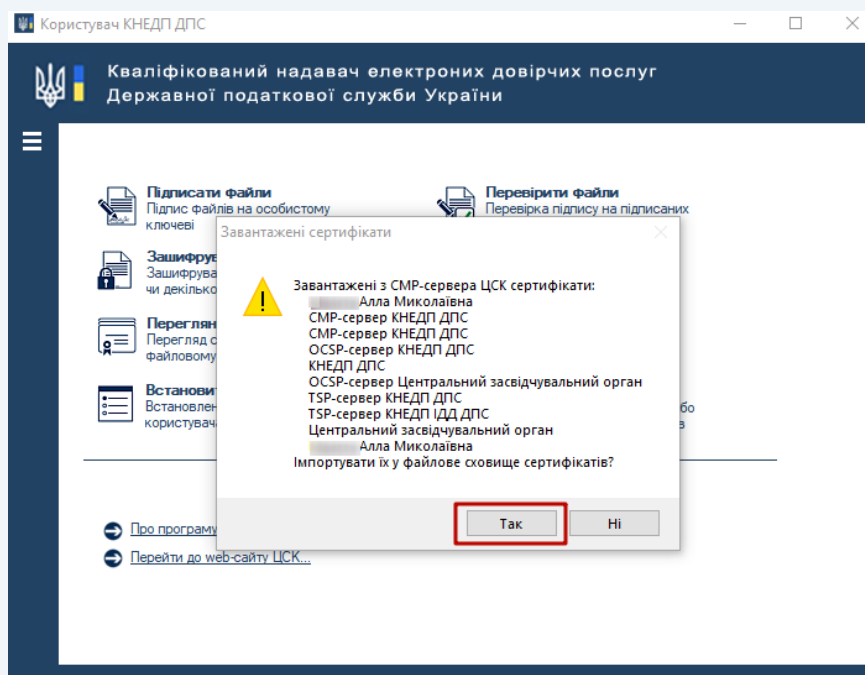 Користувач КНЕДП ДПС
Кваліфікований надавач електроних довірчих послуг
Державної податкової служби України
Підписати файли
Підпис файлів на особистому
ключеві
Перевірити файли
Перевірка підпису на підписаних
Зашифрув
Зашифрува
чи декілько
Переглян
Перегляд с
файловому
Встанови
Встановлен
користувач
бо
в
Завантажені сертифікати
Завантажені з CMP-сервера ЦСК сертифікати:
Алла Миколаївна
CMP-сервер КНЕДП ДПС
CMP-сервер КНЕДП ДПС
OCSP-сервер КНЕДП ДПС
КНЕДП ДПС
OCSP-сервер Центральний засвідчувальний орган
TSP-сервер КНЕДП ДПС
TSP-сервер КНЕДП ІДД ДПС
Центральний засвідчувальний орган
Алла Миколаївна
Імпортувати їх у файлове сховище сертифікатів?
Так
Ні
Про програму
Перейти до web-сайту ЦСК...